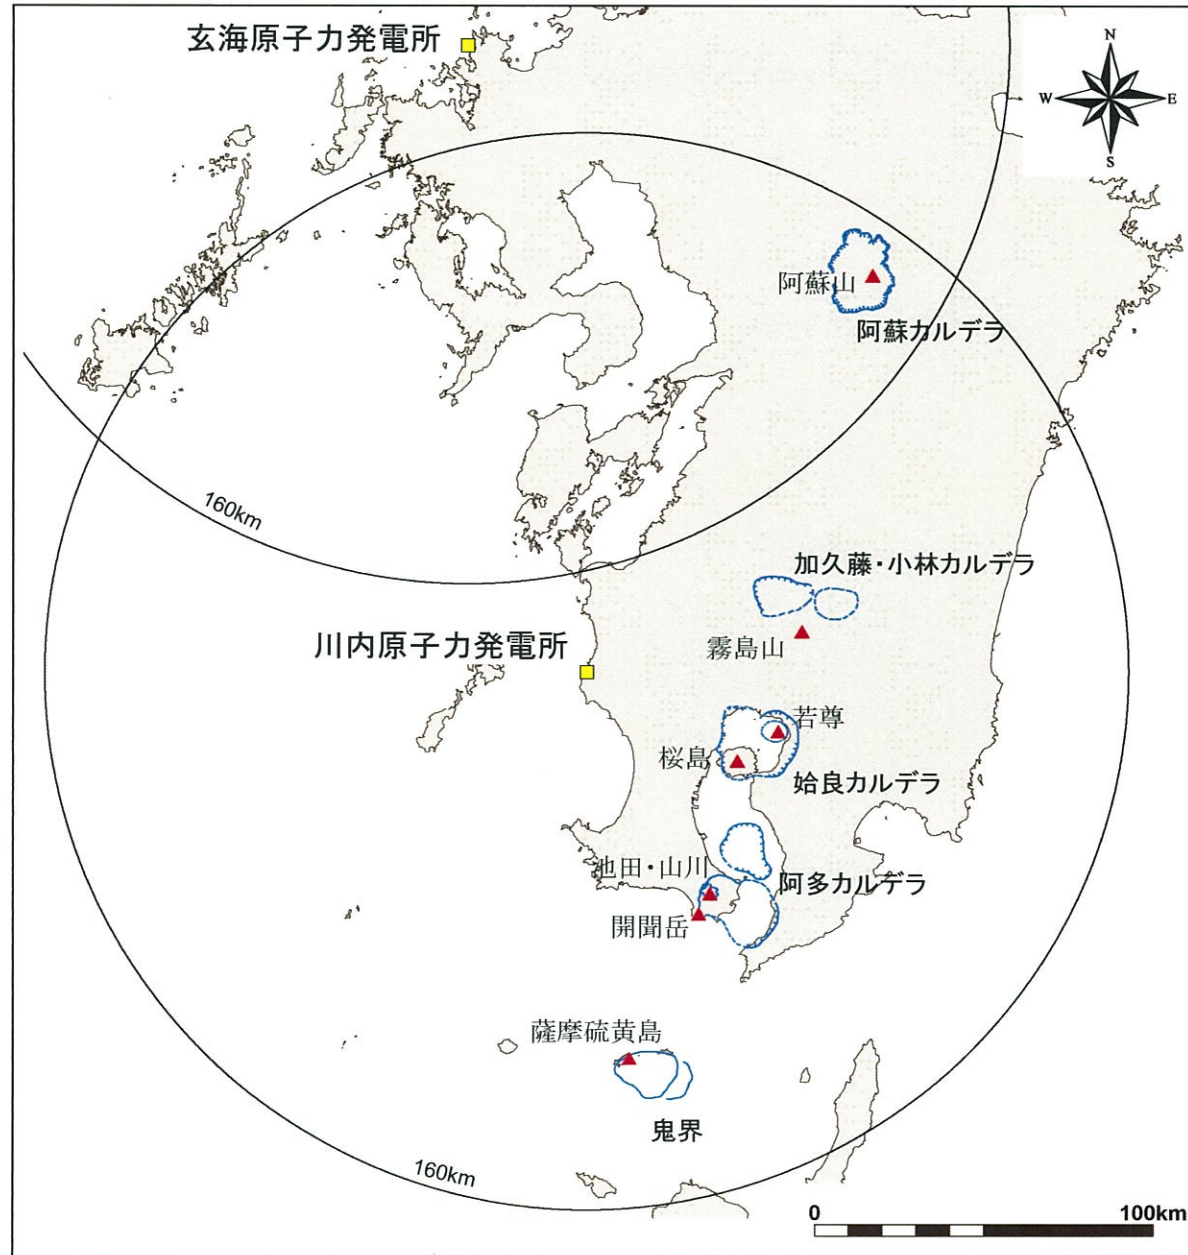 玄海原子力発電所
N
W
E
S
阿蘇山
阿蘇カルデラ
160km
加久藤・小林カルデラ
霧島山
川内原子力発電所
若尊
桜島
姶良カルデラ
池田・山川
阿多カルデラ
開聞岳
薩摩硫黄島
鬼界
160km
0
100km